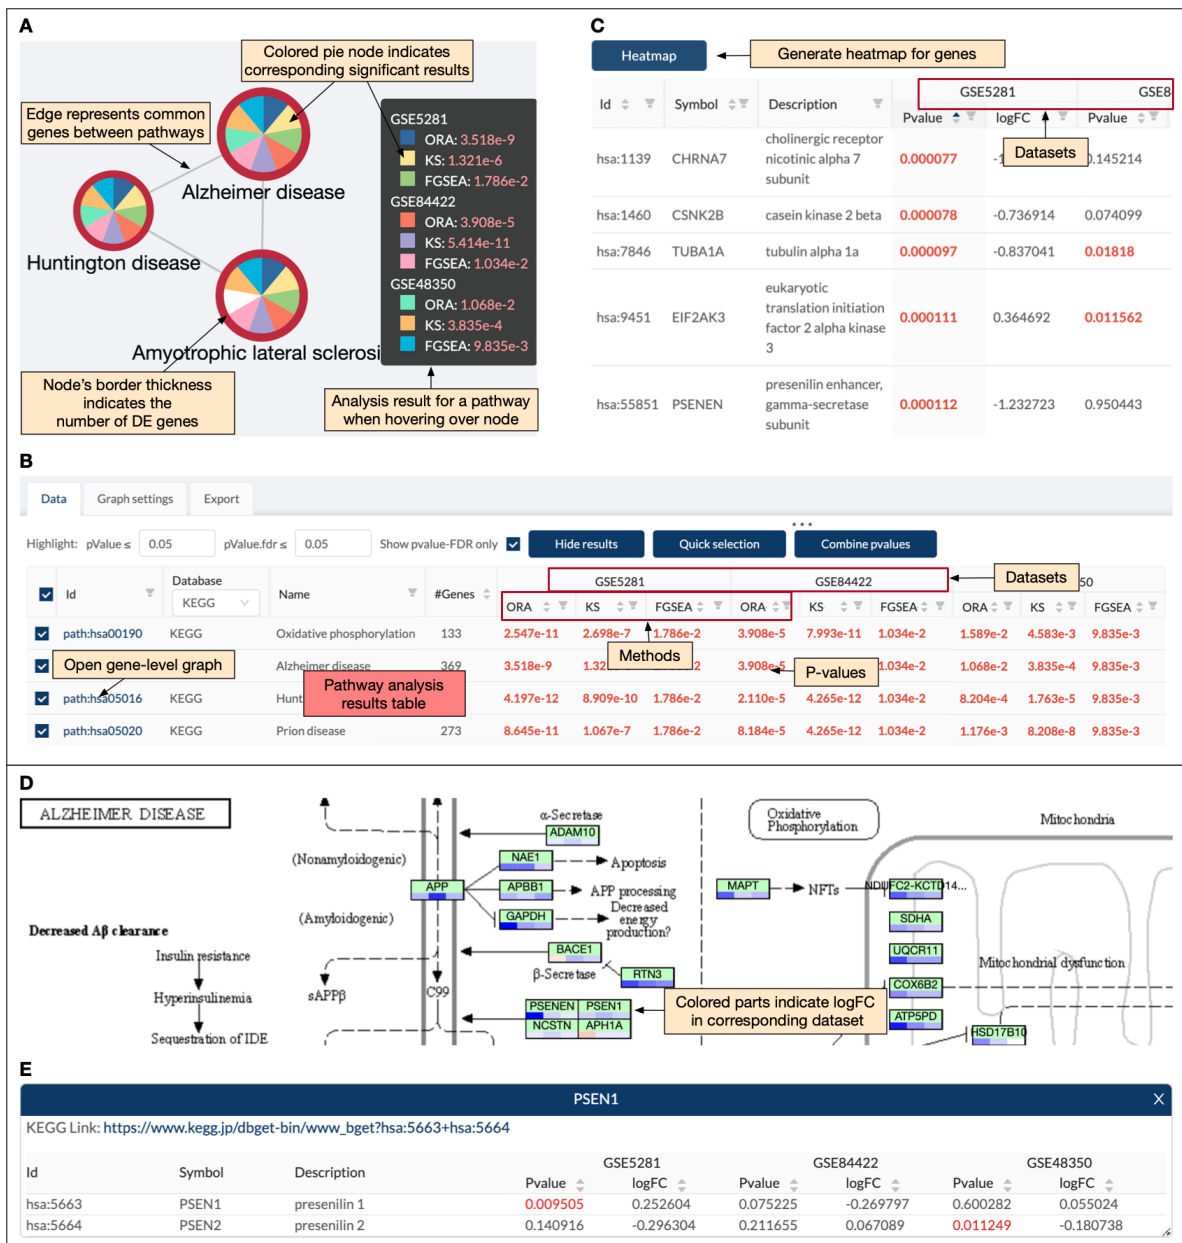 A
Colored pie node indicates
corresponding significant results
Edge represents common
genes between pathways
Alzheimer disease
Huntington disease
Amyotrophic lateral sclerosi
Node's border thickness
indicates the
number of DE genes
GSE5281
ORA: 3.518e-9
KS: 1.321e-6
FGSEA: 1.786e-2
GSE84422
ORA: 3.908e-5
KS: 5.414e-11
FGSEA: 1.034e-2
GSE48350
ORA: 1.068e-2
KS: 3.835e-4
FGSEA: 9.835e-3
Analysis result for a pathway
when hovering over node
C
Heatmap
Generate heatmap for genes
GSE5281 GSE8
Id Symbol Description Pvalue logFC Pvalue
Datasets
hsa:1139 CHRNA7 cholinergic receptor
nicotinic alpha 7
subunit 0.000077 -1 0.145214
hsa:1460 CSNK2B casein kinase 2 beta 0.000078 -0.736914 0.074099
hsa:7846 TUBA1A tubulin alpha 1a 0.000097 -0.837041 0.01818
hsa:9451 EIF2AK3 eukaryotic
translation initiation
factor 2 alpha kinase
3 0.000111 0.364692 0.011562
hsa:55851 PSENEN presenilin enhancer,
gamma-secretase
subunit 0.000112 -1.232723 0.950443
B
Data Graph settings Export
Highlight: pValue ≤ 0.05 pValue.fdr ≤ 0.05 Show pvalue-FDR only Hide results Quick selection Combine pvalues
GSE5281 GSE84422 50
Datasets
Id Database Name #Genes
KEGG
ORA KS FGSEA ORA KS FGSEA ORA KS FGSEA
path:hsa00190 KEGG Oxidative phosphorylation 133 2.547e-11 2.698e-7 1.786e-2 3.908e-5 7.993e-11 1.034e-2 1.589e-2 4.583e-3 9.835e-3
Methods
Open gene-level graph
Alzheimer disease 369 3.518e-9 1.32 -2 3.908e-5 1.034e-2 1.068e-2 3.835e-4 9.835e-3
P-values
Pathway analysis
results table
path:hsa05016 KEGG Hunt 4.197e-12 8.909e-10 1.786e-2 2.110e-5 4.265e-12 1.034e-2 8.204e-4 1.763e-5 9.835e-3
path:hsa05020 KEGG Prion disease 273 8.645e-11 1.067e-7 1.786e-2 8.184e-5 4.265e-12 1.034e-2 1.176e-3 8.208e-8 9.835e-3
D
ALZHEIMER DISEASE
(Nonamyloidogenic)
(Amyloidogenic)
Decreased Aβ clearance
Insulin resistance
Hyperinsulinemia
Sequestration of IDE
sAPPβ
C99
APP
α-Secretase
ADAM10
NAE1
Apoptosis
APBB1
APP processing
GAPDH
Decreased
energy
production?
BACE1
β-Secretase
RTN3
PSENEN PSEN1
NCSTN APH1A
Colored parts indicate logFC
in corresponding dataset
MAPT
NFTs
Oxidative
Phosphorylation
Mitochondria
NDUFC2-KCTD14...
SDHA
UQCR11
COX6B2
ATP5PD
Mitochondrial dysfunction
HSD17B10
E
PSEN1 X
KEGG Link: https://www.kegg.jp/dbget-bin/www_bget?hsa:5663+hsa:5664
GSE5281 GSE84422 GSE48350
Id Symbol Description Pvalue logFC Pvalue logFC Pvalue logFC
hsa:5663 PSEN1 presenilin 1 0.009505 0.252604 0.075225 -0.269797 0.600282 0.055024
hsa:5664 PSEN2 presenilin 2 0.140916 -0.296304 0.211655 0.067089 0.011249 -0.180738